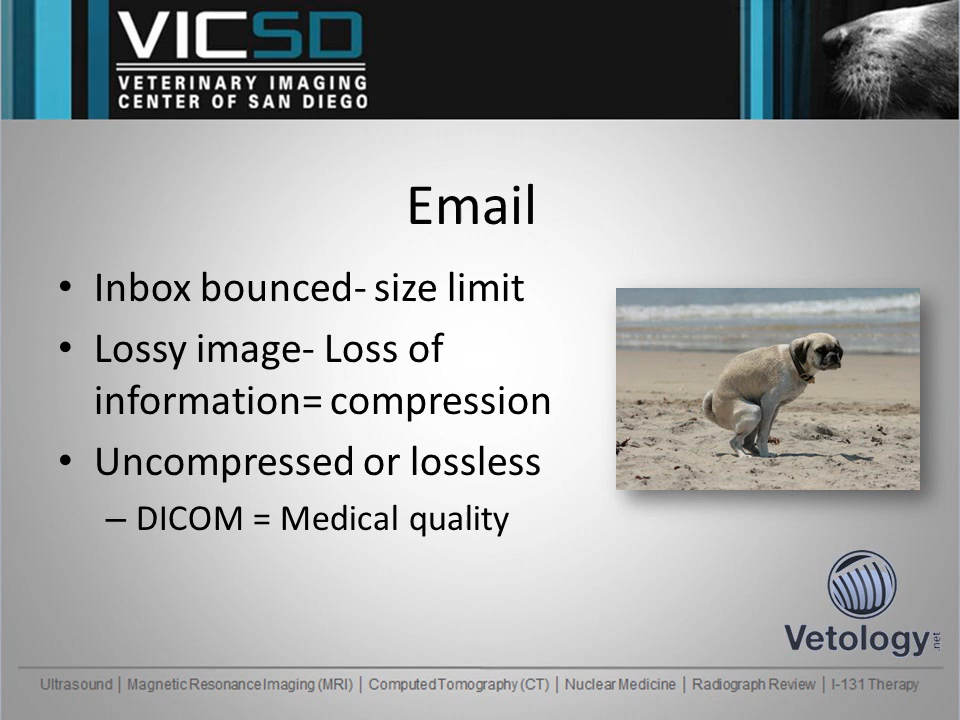 VICSD
VETERINARY IMAGING
CENTER OF SAN DIEGO
Email
• Inbox bounced- size limit
• Lossy image- Loss of
information= compression
• Uncompressed or lossless
– DICOM = Medical quality
Vetology.net
Ultrasound | Magnetic Resonance Imaging (MRI) | Computed Tomography (CT) | Nuclear Medicine | Radiograph Review | I-131 Therapy